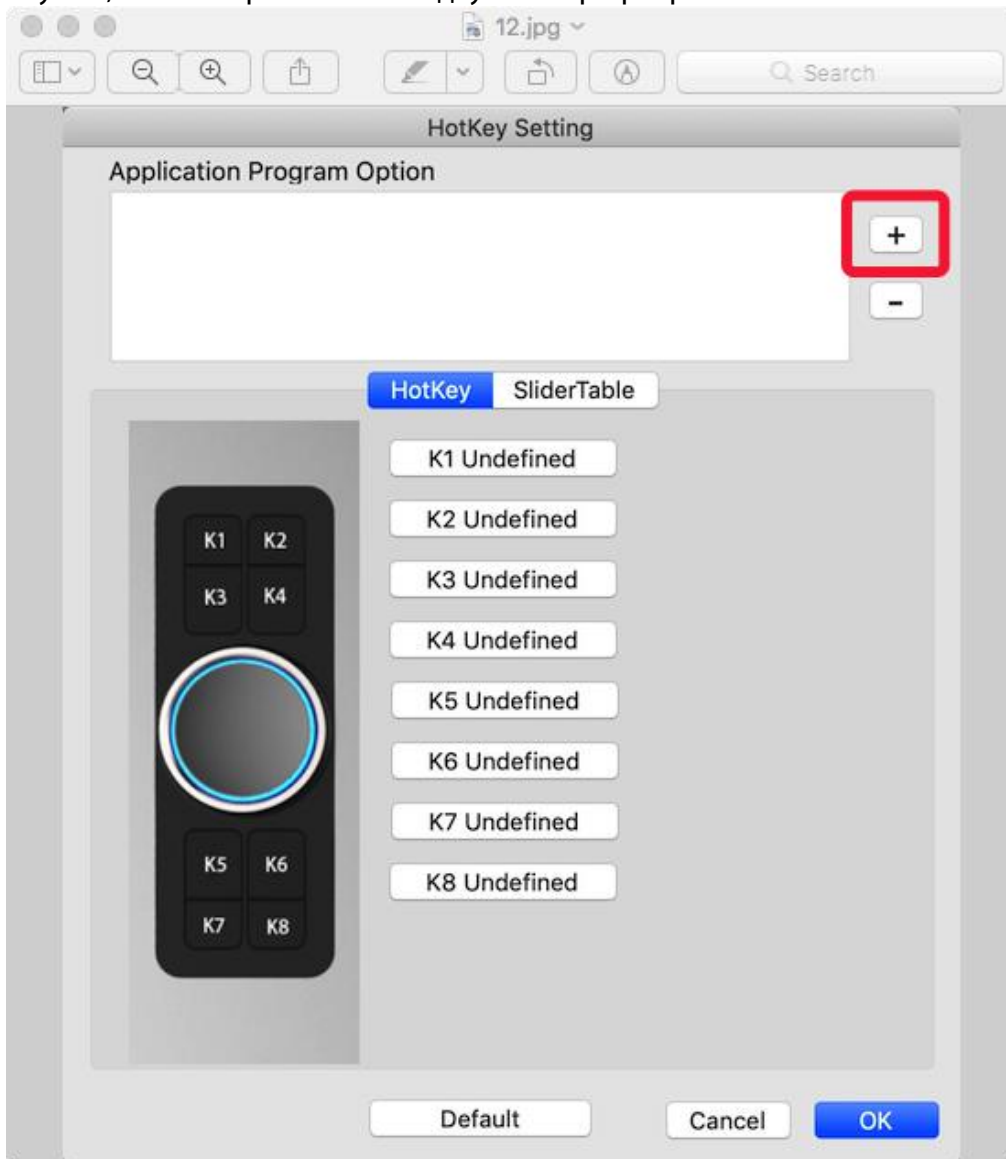 12.jpg
Search
HotKey Setting
Application Program Option
+
-
HotKey SliderTable
K1 Undefined
K2 Undefined
K3 Undefined
K4 Undefined
K5 Undefined
K6 Undefined
K7 Undefined
K8 Undefined
K1 K2
K3 K4
K5 K6
K7 K8
Default Cancel OK